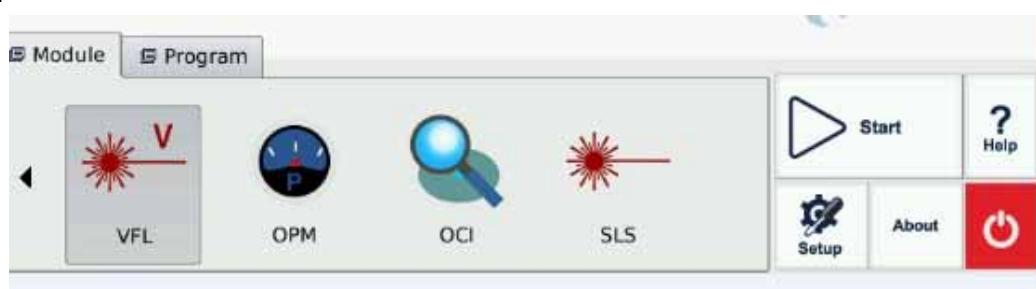 Module
Program
V
P
VFL
OPM
OCI
SLS
Start
?
Help
Setup
About